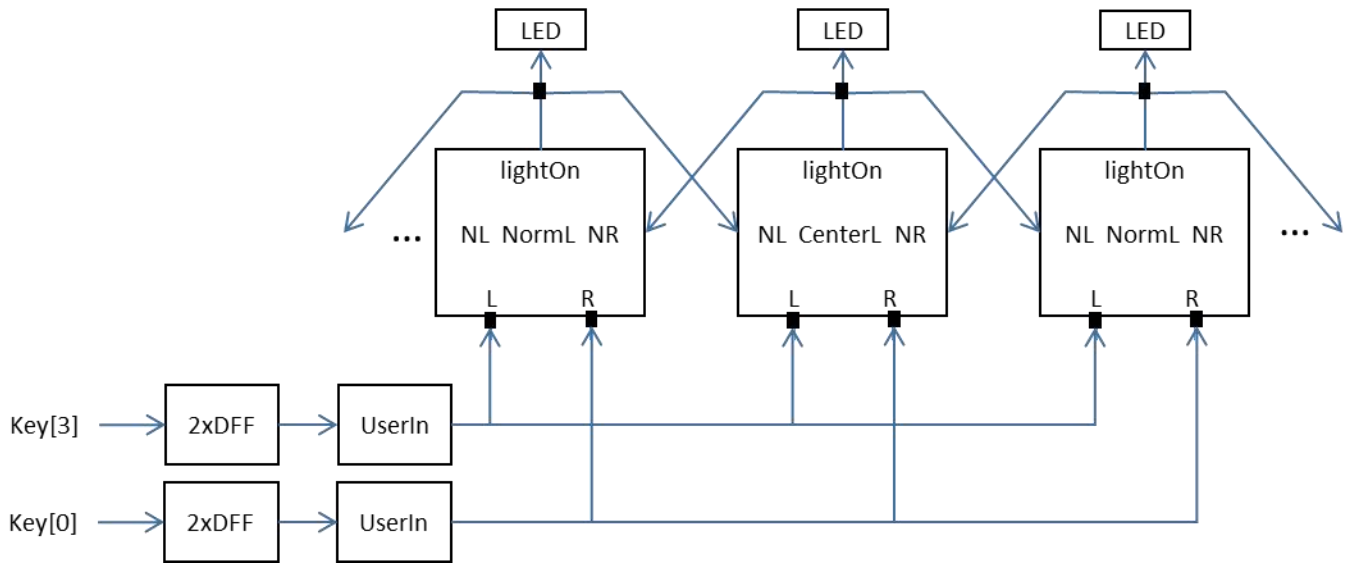 LED LED LED
lightOn lightOn lightOn
... NL NormL NR NL CenterL NR NL NormL NR ...
L R L R L R
Key[3] 2xDFF UserIn
Key[0] 2xDFF UserIn